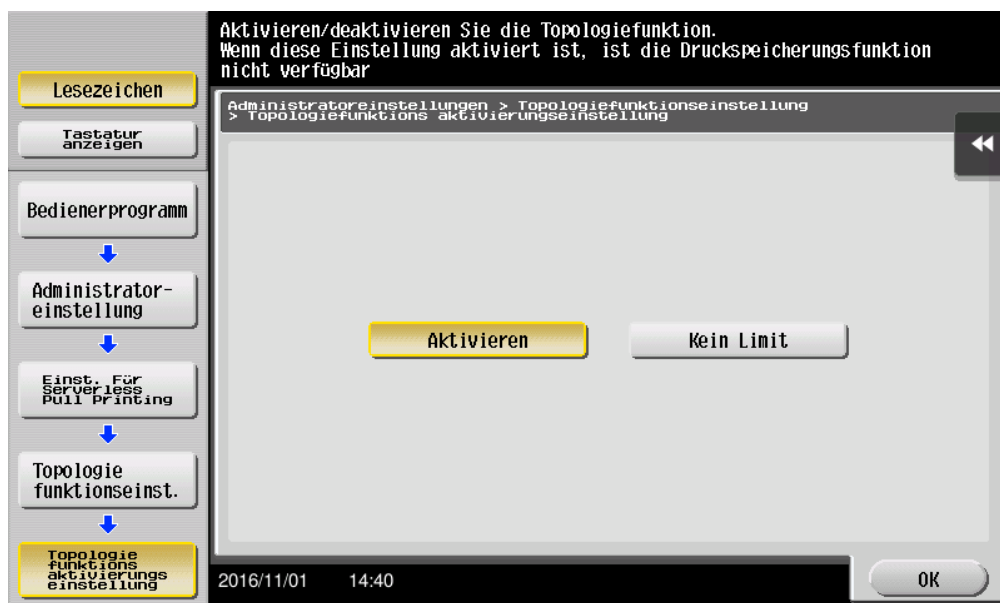 Aktivieren/deaktivieren Sie die Topologiefunktion.
Wenn diese Einstellung aktiviert ist, ist die Druckspeicherungsfunktion
nicht verfügbar
Lesezeichen
Tastatur
anzeigen
Administratoreinstellungen > Topologiefunktionseinstellung
> Topologiefunktions aktivierungseinstellung
Bedienerprogramm
Administrator-
einstellung
Einst. Für
Serverless
Pull Printing
Topologie
funktionseinst.
Topologie
funktions
aktivierungs
einstellung
Aktivieren
Kein Limit
2016/11/01 14:40
OK